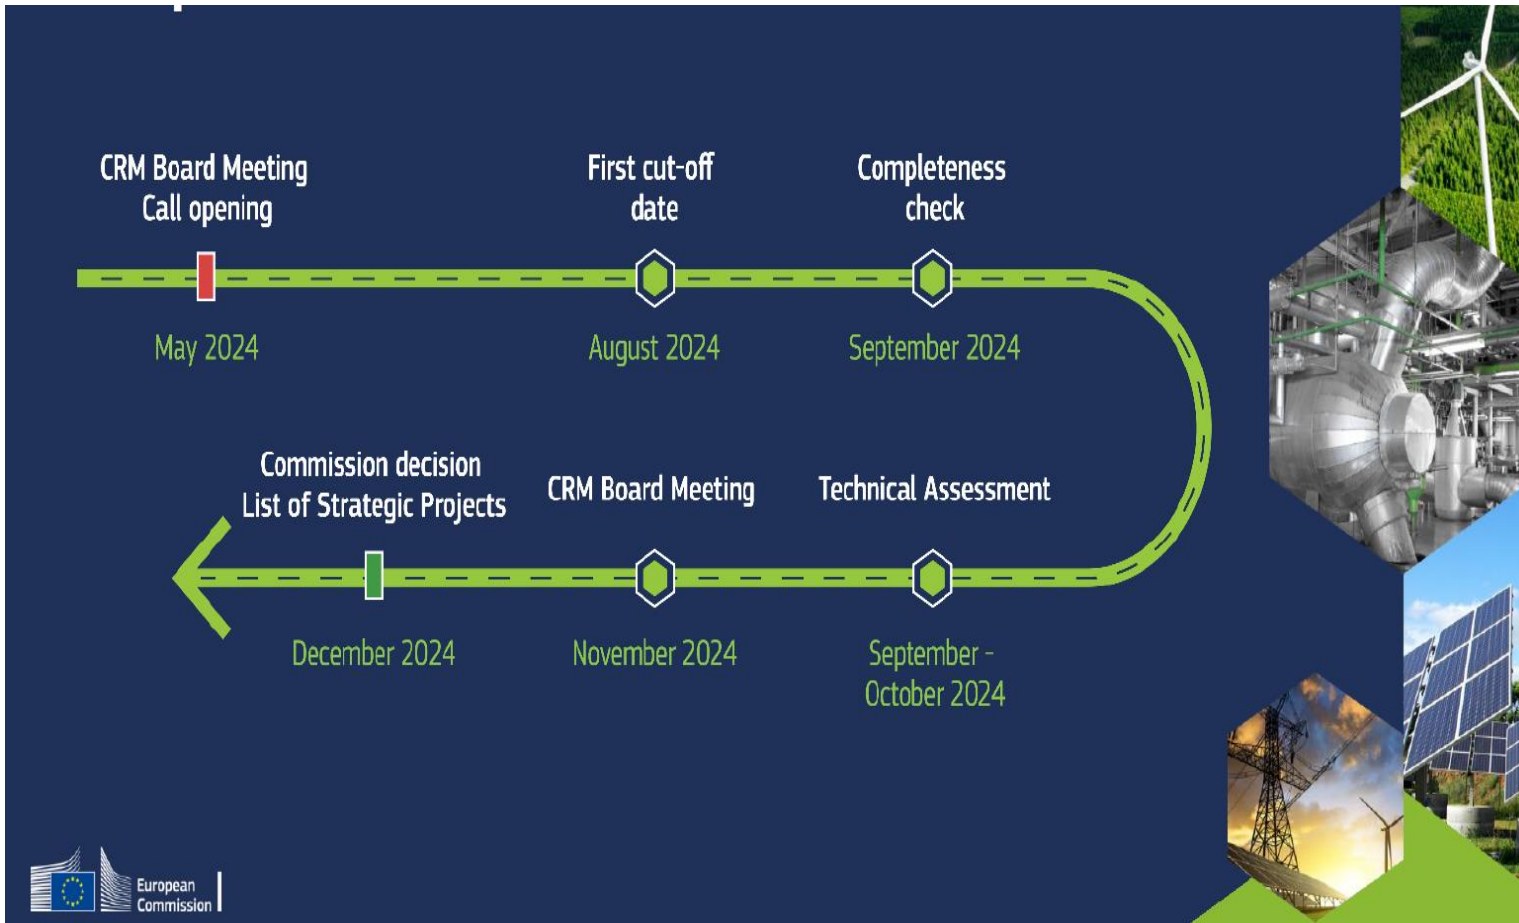 CRM Board Meeting
Call opening
May 2024
First cut-off
date
August 2024
Completeness
check
September 2024
Technical Assessment
September -
October 2024
CRM Board Meeting
November 2024
Commission decision
List of Strategic Projects
December 2024
European
Commission